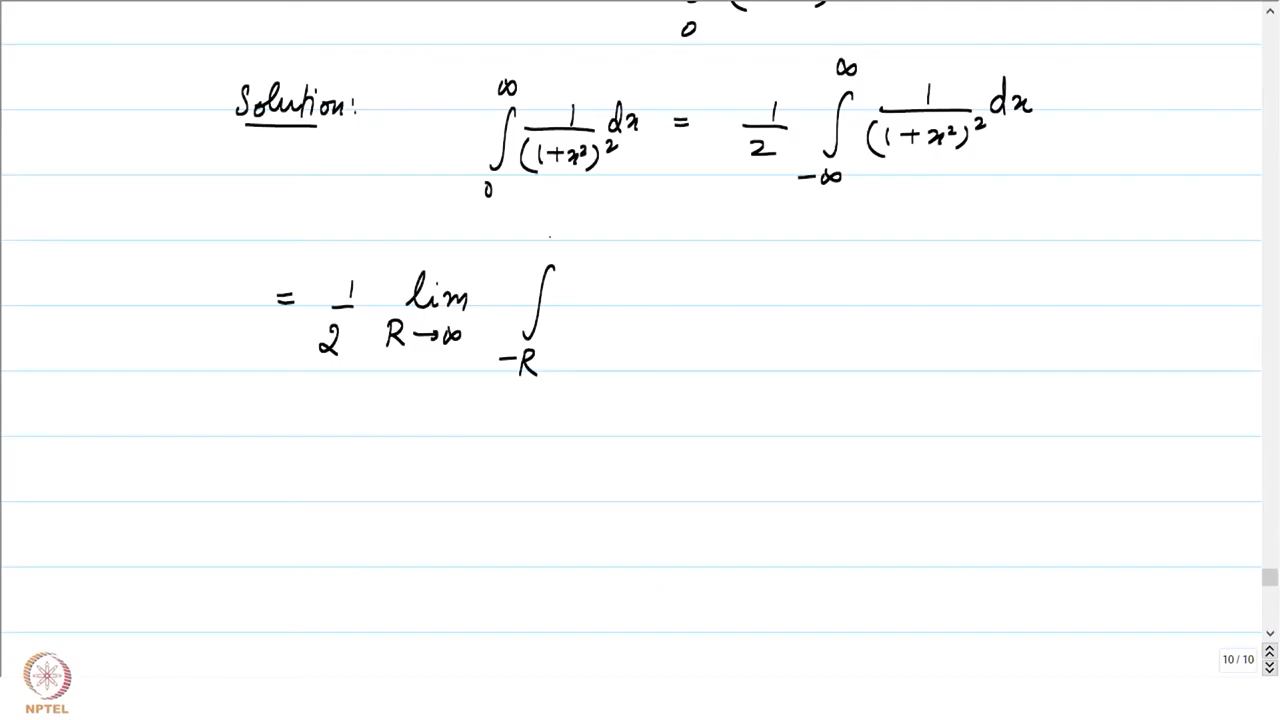 0
Solution: ∫_0^∞ 1/(1+x²)² dx = 1/2 ∫_{-∞}^∞ 1/(1+x²)² dx
= 1/2 lim_{R→∞} ∫_{-R}
10 / 10
NPTEL